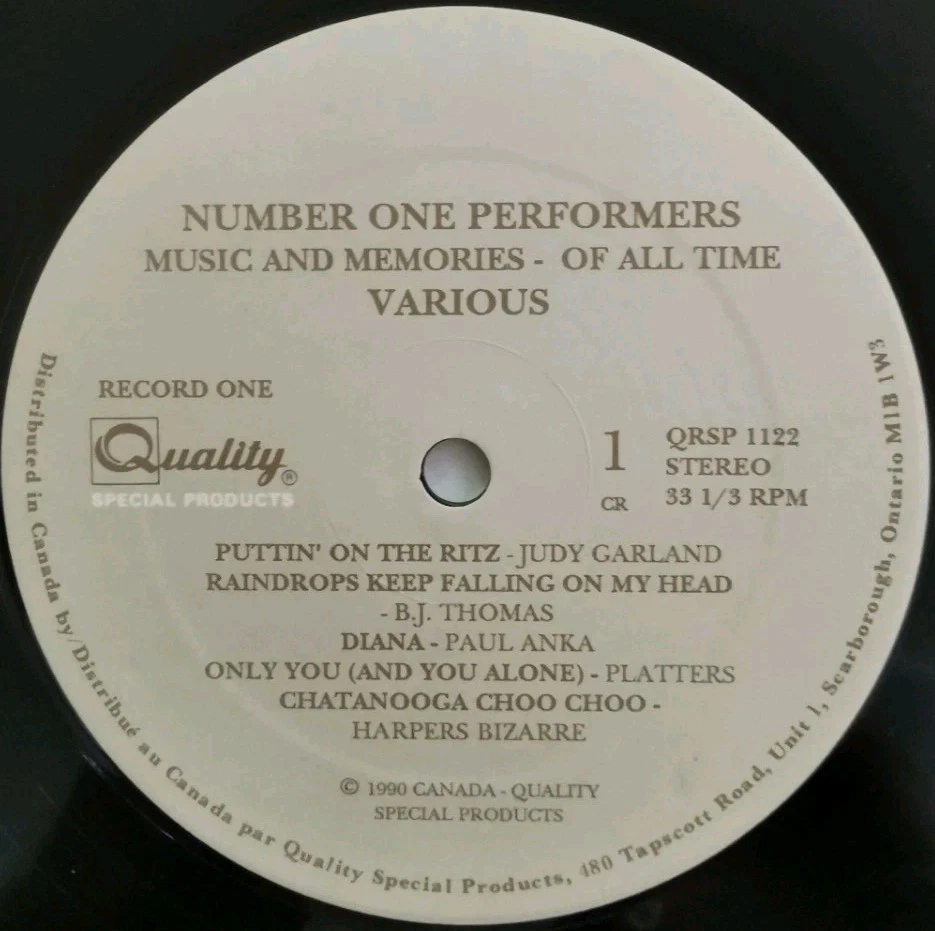 NUMBER ONE PERFORMERS
MUSIC AND MEMORIES - OF ALL TIME
VARIOUS
RECORD ONE
Quality®
SPECIAL PRODUCTS
1
CR
QRSP 1122
STEREO
33 1/3 RPM
PUTTIN' ON THE RITZ - JUDY GARLAND
RAINDROPS KEEP FALLING ON MY HEAD
- B.J. THOMAS
DIANA - PAUL ANKA
ONLY YOU (AND YOU ALONE) - PLATTERS
CHATANOOGA CHOO CHOO -
HARPERS BIZARRE
© 1990 CANADA - QUALITY
SPECIAL PRODUCTS
Distributed in Canada by/Distribué au Canada par Quality Special Products, 480 Tapscott Road, Unit 1, Scarborough, Ontario M1B 1W3